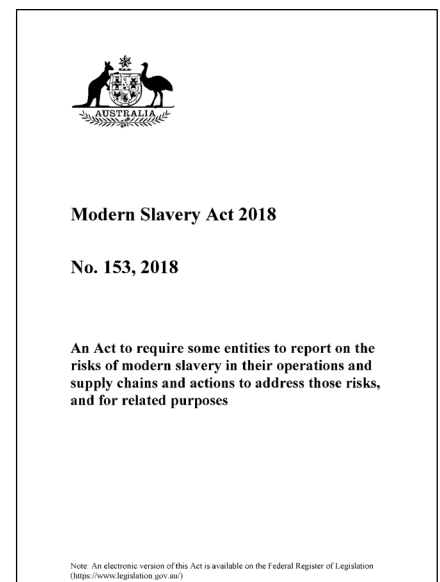 AUSTRALIA
Modern Slavery Act 2018
No. 153, 2018
An Act to require some entities to report on the
risks of modern slavery in their operations and
supply chains and actions to address those risks,
and for related purposes
Note: An electronic version of this Act is available on the Federal Register of Legislation
(https://www.legislation.gov.au/)